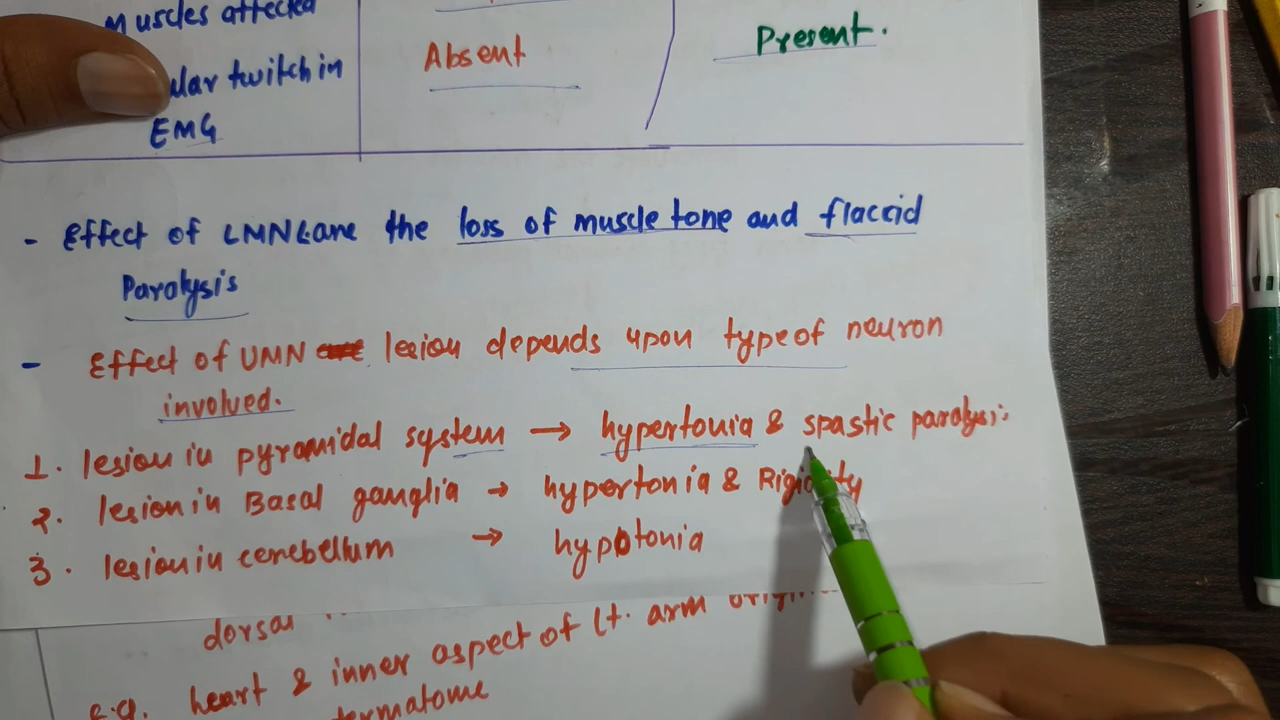 Muscles affected
Absent
Present.
ular twitch in
EMG
- Effect of LMNL are the loss of muscle tone and flaccid
Paralysis
- Effect of UMN lesion depends upon type of neuron
involved.
1. lesion in pyramidal system → hypertonia & spastic paralysis
2. lesion in Basal ganglia → hypertonia & Rigidity
3. lesion in cerebellum → hypotonia
dorsal
e.g. heart & inner aspect of Lt. arm
dermatome